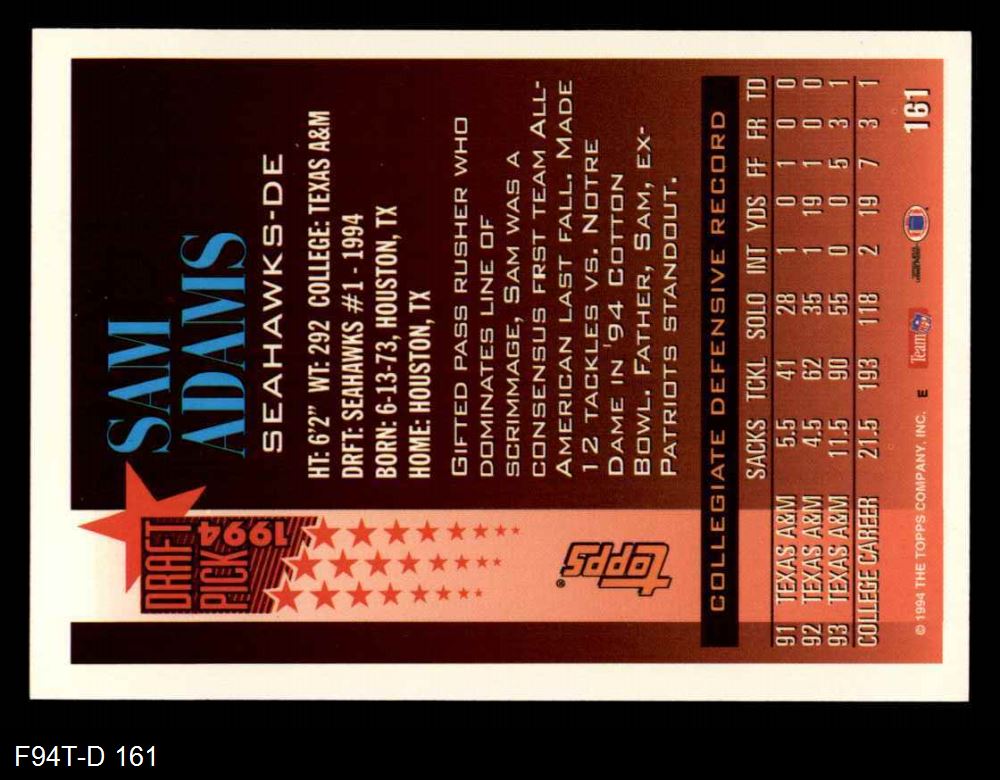 SAM
ADAMS
SEAHAWKS-DE
HT: 6'2" WT: 292 COLLEGE: TEXAS A&M
DRFT: SEAHAWKS #1 - 1994
BORN: 6-13-73, HOUSTON, TX
HOME: HOUSTON, TX
GIFTED PASS RUSHER WHO
DOMINATES LINE OF
SCRIMMAGE, SAM WAS A
CONSENSUS FRST TEAM ALL-
AMERICAN LAST FALL. MADE
12 TACKLES VS. NOTRE
DAME IN '94 COTTON
BOWL. FATHER, SAM, EX-
PATRIOTS STANDOUT.
DRAFT
PICK
1994
TOPPS ®
COLLEGIATE DEFENSIVE RECORD
SACKS TCKL SOLO INT YDS FF FR TD
91 TEXAS A&M 5.5 41 28 1 0 1 0 0
92 TEXAS A&M 4.5 62 35 1 19 1 0 0
93 TEXAS A&M 11.5 90 55 0 0 5 3 1
COLLEGE CAREER 21.5 193 118 2 19 7 3 1
© 1994 THE TOPPS COMPANY, INC. E Team NFL 161
F94T-D 161